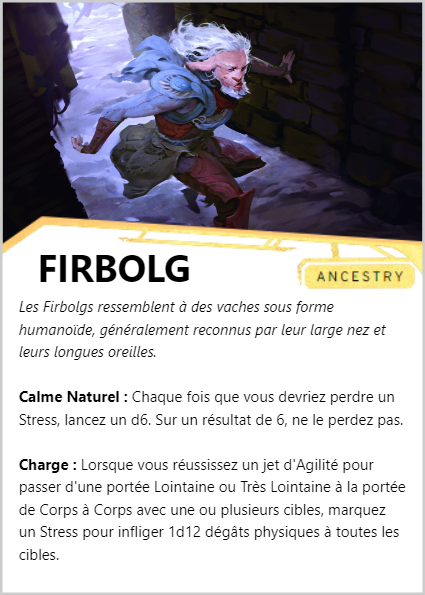 FIRBOLG
ANCESTRY
Les Firbolgs ressemblent à des vaches sous forme
humanoïde, généralement reconnus par leur large nez et
leurs longues oreilles.
Calme Naturel : Chaque fois que vous devriez perdre un
Stress, lancez un d6. Sur un résultat de 6, ne le perdez pas.
Charge : Lorsque vous réussissez un jet d'Agilité pour
passer d'une portée Lointaine ou Très Lointaine à la portée
de Corps à Corps avec une ou plusieurs cibles, marquez
un Stress pour infliger 1d12 dégâts physiques à toutes les
cibles.